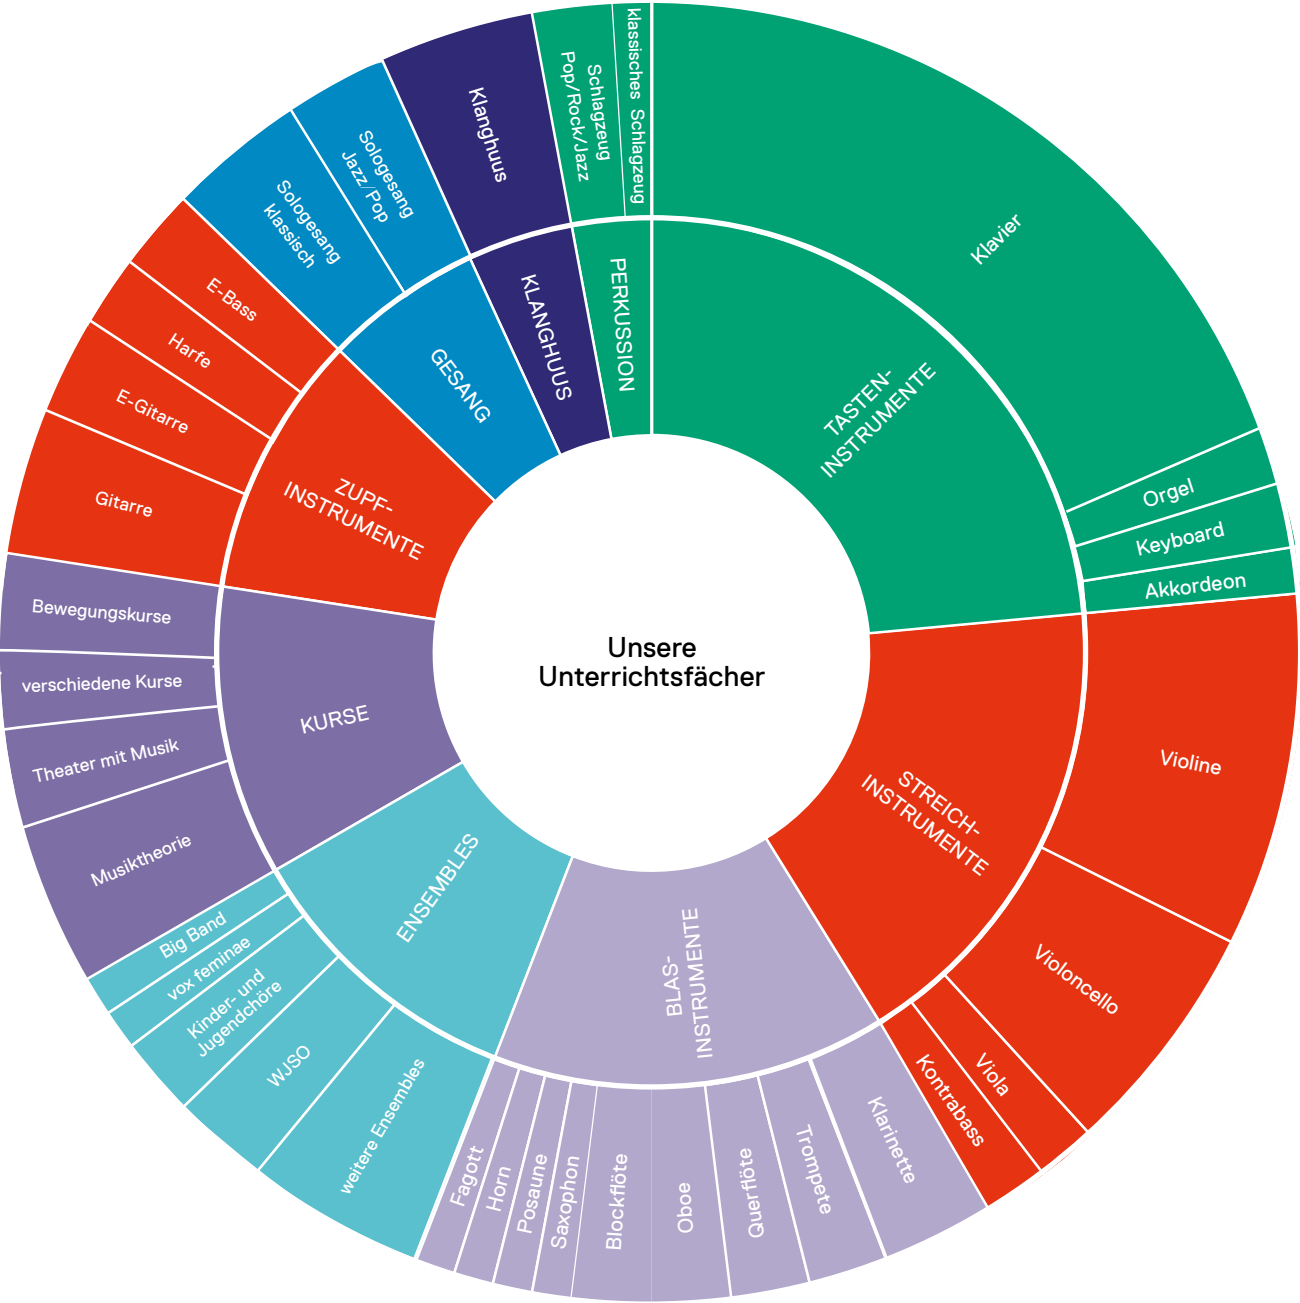 Unsere
Unterrichtsfächer
TASTEN-
INSTRUMENTE
Klavier
Orgel
Keyboard
Akkordeon
STREICH-
INSTRUMENTE
Violine
Violoncello
Viola
Kontrabass
BLAS-
INSTRUMENTE
Klarinette
Trompete
Querflöte
Oboe
Blockflöte
Saxophon
Posaune
Horn
Fagott
ENSEMBLES
weitere Ensembles
WJSO
Kinder- und
Jugendchöre
vox feminae
Big Band
KURSE
Musiktheorie
Theater mit Musik
verschiedene Kurse
Bewegungskurse
ZUPF-
INSTRUMENTE
Gitarre
E-Gitarre
Harfe
E-Bass
GESANG
Sologesang
klassisch
Sologesang
Jazz/Pop
KLANGHUUS
Klanghuus
PERKUSSION
Schlagzeug
Pop/Rock/Jazz
klassisches Schlagzeug